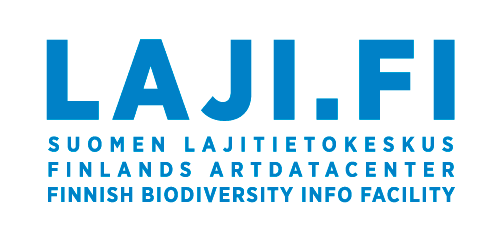 LAJI.FI
SUOMEN LAJITIETOKESKUS
FINLANDS ARTDATACENTER
FINNISH BIODIVERSITY INFO FACILITY